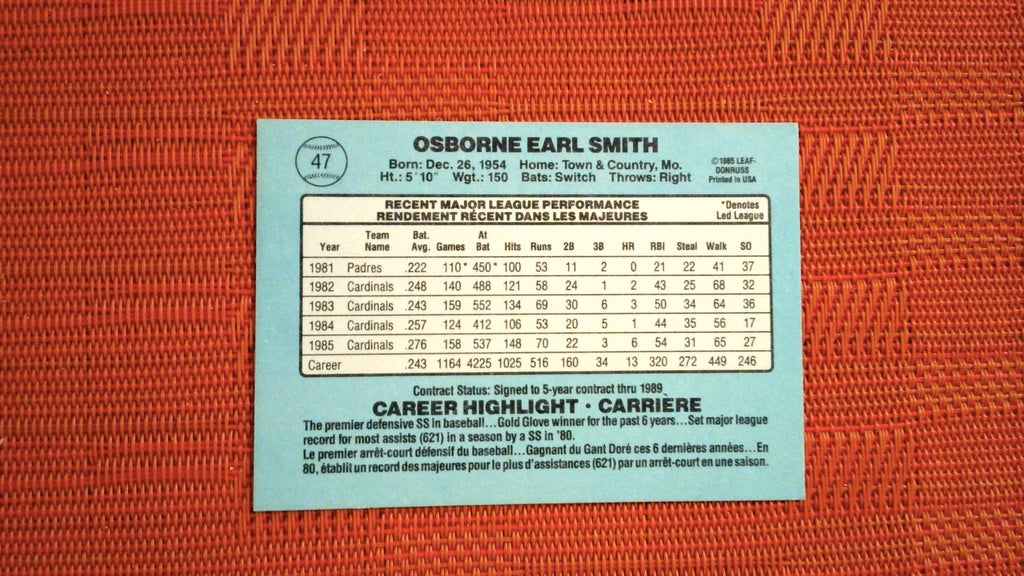 47
OSBORNE EARL SMITH
Born: Dec. 26, 1954 Home: Town & Country, Mo.
Ht.: 5' 10" Wgt.: 150 Bats: Switch Throws: Right
©1985 LEAF-
DONRUSS
Printed in USA
RECENT MAJOR LEAGUE PERFORMANCE
RENDEMENT RÉCENT DANS LES MAJEURES
*Denotes
Led League
Year Team Name Bat. Avg. Games At Bat Hits Runs 2B 3B HR RBI Steal Walk SO
1981 Padres .222 110* 450* 100 53 11 2 0 21 22 41 37
1982 Cardinals .248 140 488 121 58 24 1 2 43 25 68 32
1983 Cardinals .243 159 552 134 69 30 6 3 50 34 64 36
1984 Cardinals .257 124 412 106 53 20 5 1 44 35 56 17
1985 Cardinals .276 158 537 148 70 22 3 6 54 31 65 27
Career .243 1164 4225 1025 516 160 34 13 320 272 449 246
Contract Status: Signed to 5-year contract thru 1989
CAREER HIGHLIGHT • CARRIÈRE
The premier defensive SS in baseball...Gold Glove winner for the past 6 years...Set major league
record for most assists (621) in a season by a SS in '80.
Le premier arrêt-court défensif du baseball...Gagnant du Gant Doré ces 6 dernières années...En
80, établit un record des majeures pour le plus d'assistances (621) par un arrêt-court en une saison.